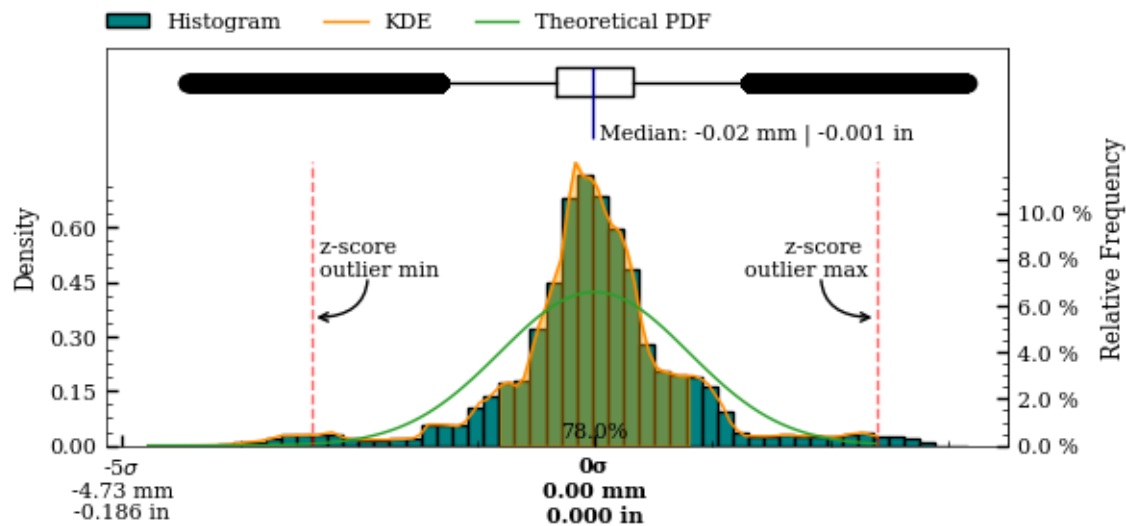 Histogram
KDE
Theoretical PDF
Median: -0.02 mm | -0.001 in
Density
0.60
0.45
0.30
0.15
0.00
z-score
outlier min
z-score
outlier max
78.0%
10.0 %
8.0 %
6.0 %
4.0 %
2.0 %
0.0 %
Relative Frequency
-5σ
-4.73 mm
-0.186 in
0σ
0.00 mm
0.000 in